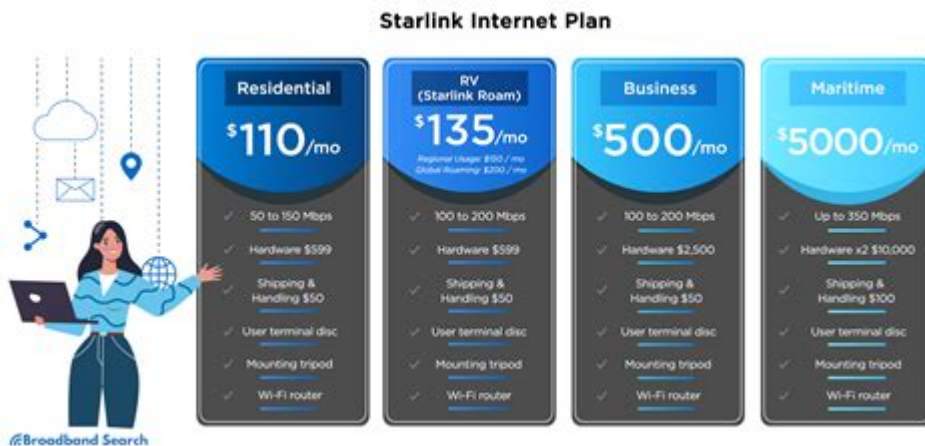 Starlink Internet Plan
Residential
$110/mo
50 to 150 Mbps
Hardware $599
Shipping &
Handling $50
User terminal disc
Mounting tripod
Wi-Fi router
RV
(Starlink Roam)
$135/mo
Regional Usage: $150 / mo
Global Roaming: $200 / mo
100 to 200 Mbps
Hardware $599
Shipping &
Handling $50
User terminal disc
Mounting tripod
Wi-Fi router
Business
$500/mo
100 to 200 Mbps
Hardware $2,500
Shipping &
Handling $50
User terminal disc
Mounting tripod
Wi-Fi router
Maritime
$5000/mo
Up to 350 Mbps
Hardware x2 $10,000
Shipping &
Handling $100
User terminal disc
Mounting tripod
Wi-Fi router
Broadband Search